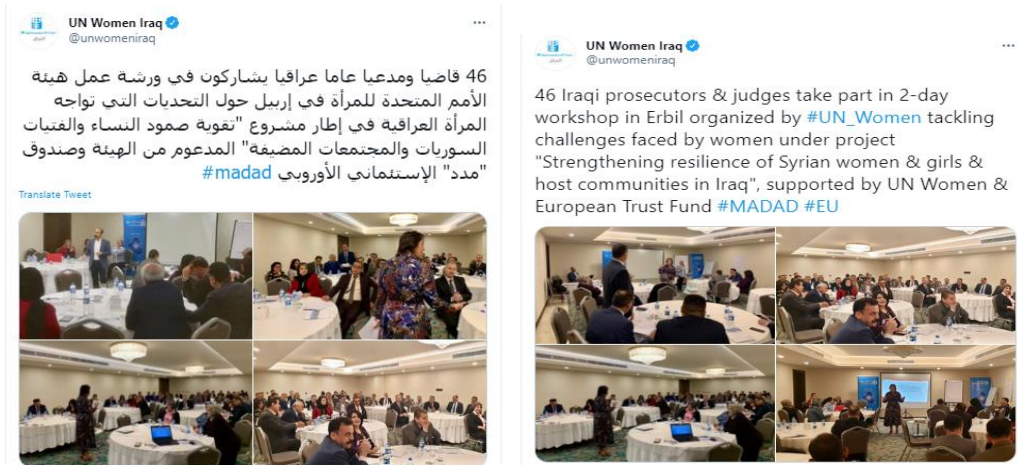 UN Women Iraq
@unwomeniraq
46 قاضيا ومدعيا عاما عراقيا يشاركون في ورشة عمل هيئة
الأمم المتحدة للمرأة في إربيل حول التحديات التي تواجه
المرأة العراقية في إطار مشروع "تقوية صمود النساء والفتيات
السوريات والمجتمعات المضيفة" المدعوم من الهيئة وصندوق
"مدد" الإستئماني الأوروبي #madad
Translate Tweet
UN Women Iraq
@unwomeniraq
46 Iraqi prosecutors & judges take part in 2-day
workshop in Erbil organized by #UN_Women tackling
challenges faced by women under project
"Strengthening resilience of Syrian women & girls &
host communities in Iraq", supported by UN Women &
European Trust Fund #MADAD #EU